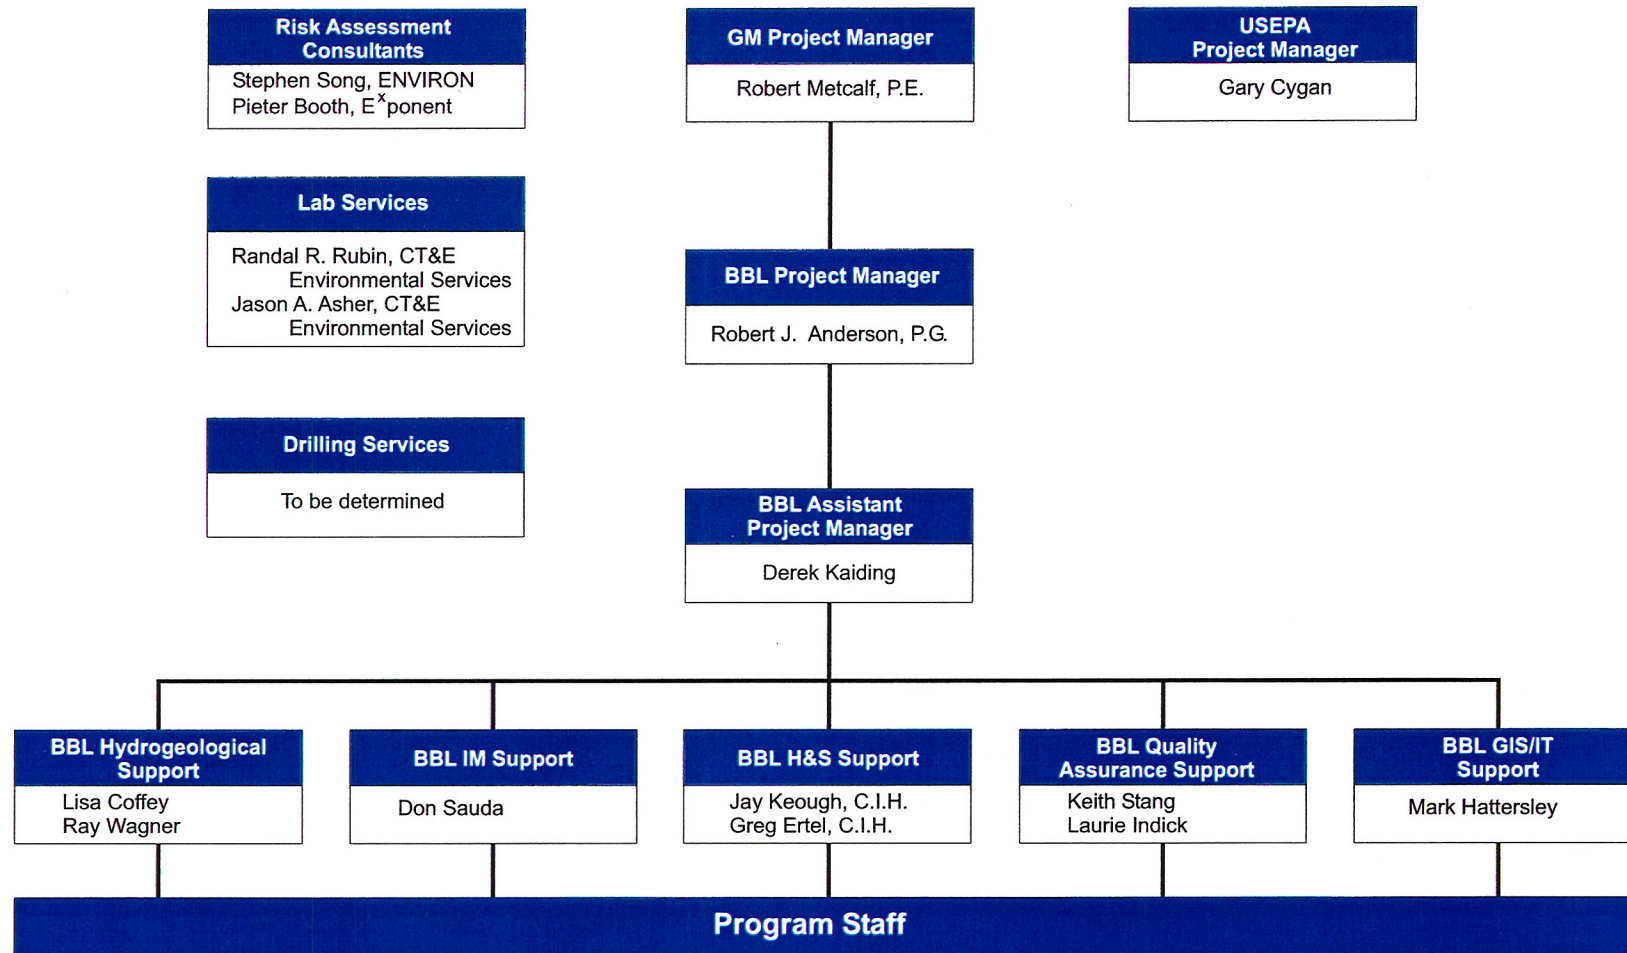 Risk Assessment
Consultants
Stephen Song, ENVIRON
Pieter Booth, Exponent
GM Project Manager
Robert Metcalf, P.E.
USEPA
Project Manager
Gary Cygan
Lab Services
Randal R. Rubin, CT&E
Environmental Services
Jason A. Asher, CT&E
Environmental Services
BBL Project Manager
Robert J. Anderson, P.G.
Drilling Services
To be determined
BBL Assistant
Project Manager
Derek Kaiding
BBL Hydrogeological
Support
Lisa Coffey
Ray Wagner
BBL IM Support
Don Sauda
BBL H&S Support
Jay Keough, C.I.H.
Greg Ertel, C.I.H.
BBL Quality
Assurance Support
Keith Stang
Laurie Indick
BBL GIS/IT
Support
Mark Hattersley
Program Staff